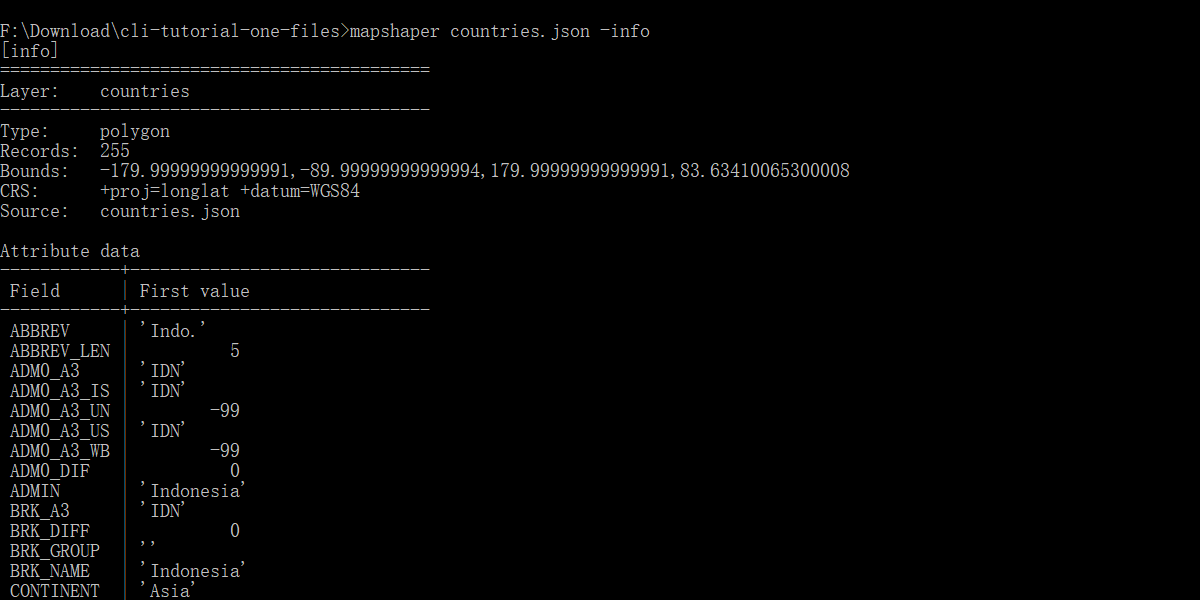 F:\Download\cli-tutorial-one-files>mapshaper countries.json -info
[info]
===========================================
Layer:    countries
-------------------------------------------
Type:     polygon
Records:  255
Bounds:   -179.99999999999991,-89.99999999999994,179.99999999999991,83.63410065300008
CRS:      +proj=longlat +datum=WGS84
Source:   countries.json

Attribute data
------------+------------------------------
 Field      | First value
------------+------------------------------
 ABBREV     | 'Indo.'
 ABBREV_LEN |          5
 ADM0_A3    | 'IDN'
 ADM0_A3_IS | 'IDN'
 ADM0_A3_UN |        -99
 ADM0_A3_US | 'IDN'
 ADM0_A3_WB |        -99
 ADM0_DIF   |          0
 ADMIN      | 'Indonesia'
 BRK_A3     | 'IDN'
 BRK_DIFF   |          0
 BRK_GROUP  | ''
 BRK_NAME   | 'Indonesia'
 CONTINENT  | 'Asia'